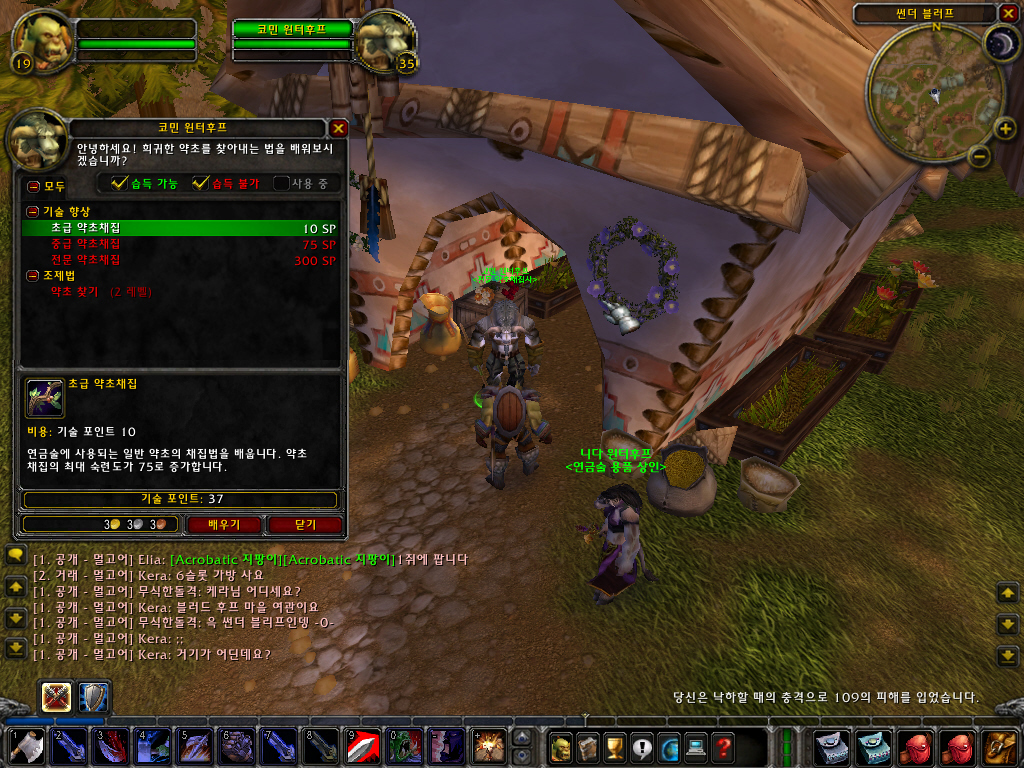 코민 윈터후프
썬더 블러프
N
19
35
코민 윈터후프
안녕하세요! 희귀한 약초를 찾아내는 법을 배워보시
겠습니까?
모두 습득 가능 습득 불가 사용 중
기술 향상
초급 약초채집 10 SP
중급 약초채집 75 SP
전문 약초채집 300 SP
조제법
약초 찾기 (2 레벨)
초급 약초채집
비용: 기술 포인트 10
연금술에 사용되는 일반 약초의 채집법을 배웁니다. 약초
채집의 최대 숙련도가 75로 증가합니다.
기술 포인트: 37
3 3 3 배우기 닫기
니다 윈터후프
<연금술 용품 상인>
[1. 공개 - 멀고어] Elia: [Acrobatic 지팡이][Acrobatic 지팡이]1쥐에 팝니다
[2. 거래 - 멀고어] Kera: 6슬롯 가방 사요
[1. 공개 - 멀고어] 무식한돌격: 케라님 어디세요?
[1. 공개 - 멀고어] Kera: 블러드 후프 마을 여관이요
[1. 공개 - 멀고어] 무식한돌격: 윽 썬더 블리프인뎅 -0-
[1. 공개 - 멀고어] Kera: ::
[1. 공개 - 멀고어] Kera: 거기가 어딘데요?
당신은 낙하할 때의 충격으로 109의 피해를 입었습니다.
1 2 3 4 5 6 7 8 9 0 - +